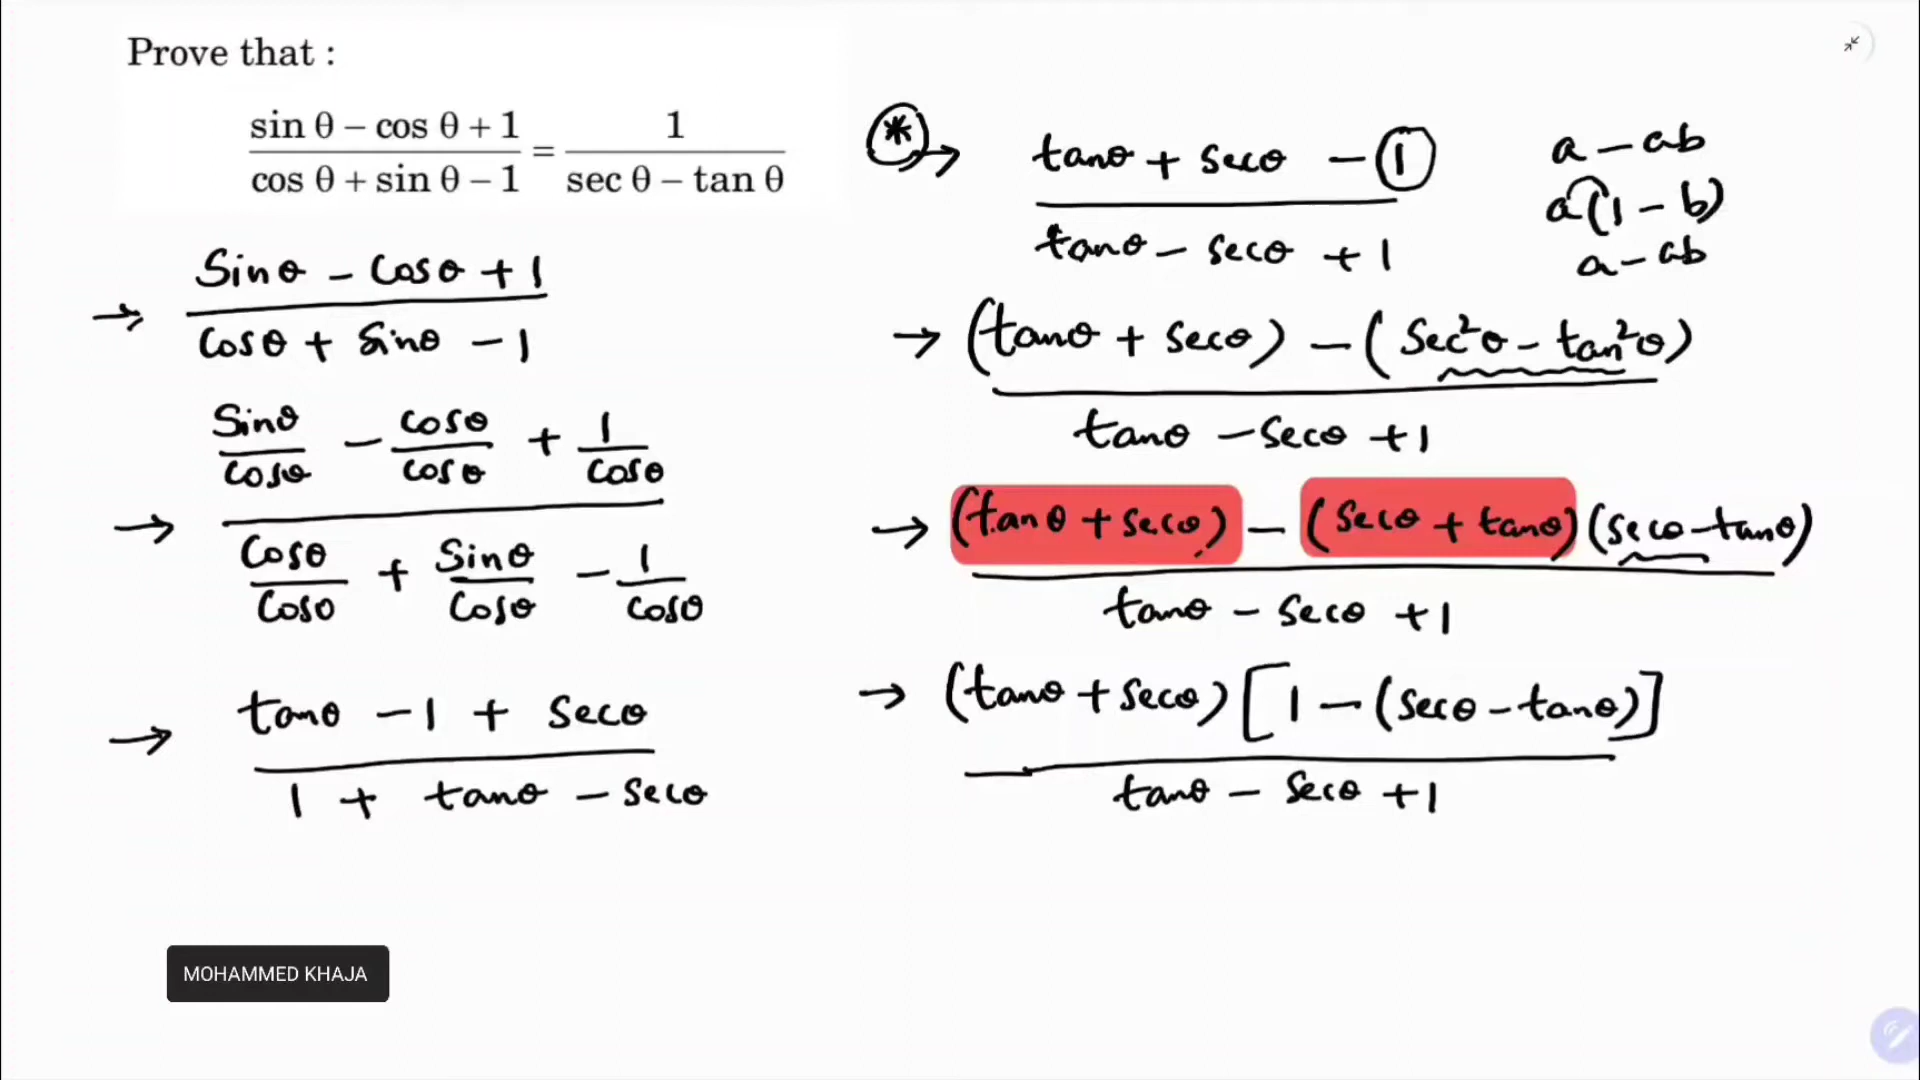 Prove that :
sin θ – cos θ + 1 / cos θ + sin θ – 1 = 1 / sec θ – tan θ
→ Sinθ - Cosθ + 1 / Cosθ + Sinθ - 1
→ Sinθ/Cosθ - Cosθ/Cosθ + 1/Cosθ / Cosθ/Cosθ + Sinθ/Cosθ - 1/Cosθ
→ tanθ - 1 + Secθ / 1 + tanθ - Secθ
* → tanθ + Secθ - 1 / tanθ - Secθ + 1
a - ab
a(1 - b)
a - ab
→ (tanθ + Secθ) - (Sec²θ - tan²θ) / tanθ - Secθ + 1
→ (tanθ + Secθ) - (Secθ + tanθ)(Secθ - tanθ) / tanθ - Secθ + 1
→ (tanθ + Secθ)[1 - (Secθ - tanθ)] / tanθ - Secθ + 1
MOHAMMED KHAJA